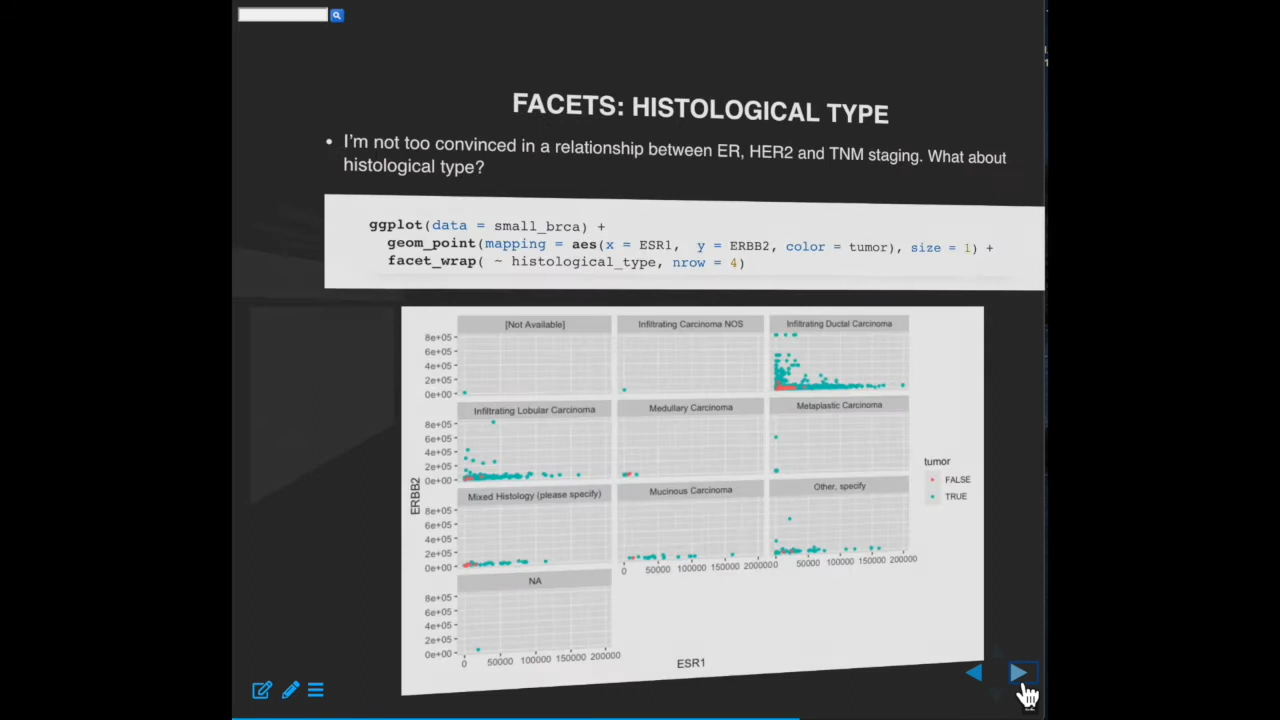 FACETS: HISTOLOGICAL TYPE
• I'm not too convinced in a relationship between ER, HER2 and TNM staging. What about
histological type?
ggplot(data = small_brca) +
geom_point(mapping = aes(x = ESR1, y = ERBB2, color = tumor), size = 1) +
facet_wrap( ~ histological_type, nrow = 4)
[Not Available] Infiltrating Carcinoma NOS Infiltrating Ductal Carcinoma
8e+05
6e+05
4e+05
2e+05
0e+00
Infiltrating Lobular Carcinoma Medullary Carcinoma Metaplastic Carcinoma
8e+05
6e+05
4e+05
2e+05
0e+00
Mixed Histology (please specify) Mucinous Carcinoma Other, specify
8e+05
6e+05
4e+05
2e+05
0e+00
0 50000 100000 150000 200000 0 50000 100000 150000 200000
NA
8e+05
6e+05
4e+05
2e+05
0e+00
0 50000 100000 150000 200000
ERBB2
ESR1
tumor
FALSE
TRUE